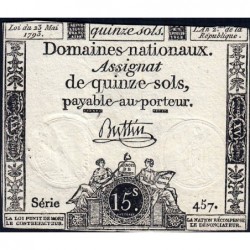 Loi du 23 Mai 1793.
quinze sols.
L'An 2e. de la République.
Domaines nationaux.
Assignat
de quinze sols,
payable au porteur.
Buttin
Série 457.
15 s
LA LOI PUNIT DE MORT LE CONTREFACTEUR.
LA NATION RÉCOMPENSE LE DÉNONCIATEUR.